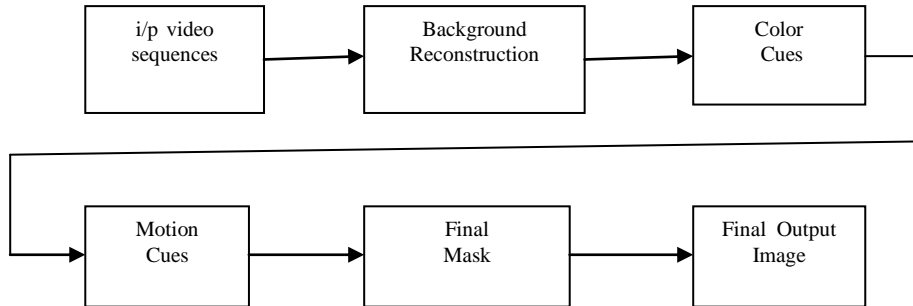 i/p video
sequences
Background
Reconstruction
Color
Cues
Motion
Cues
Final
Mask
Final Output
Image